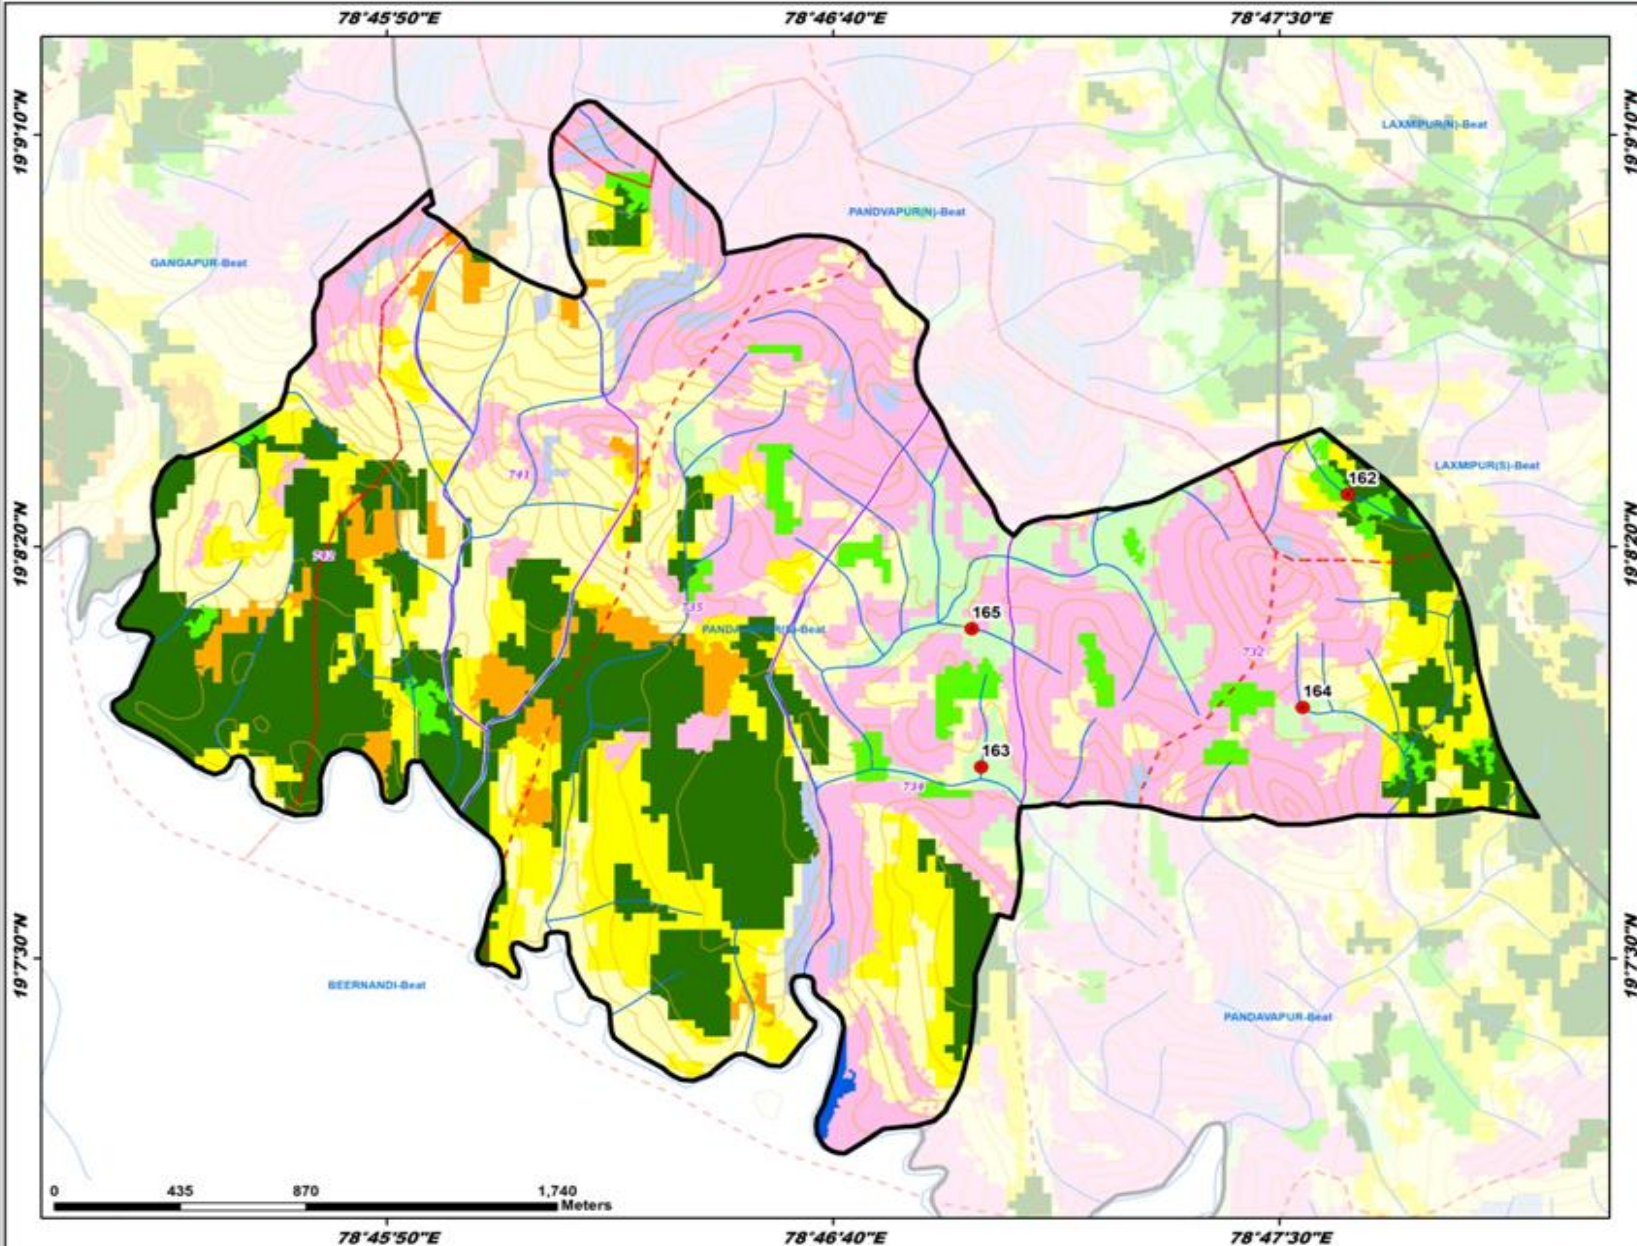 78°45'50"E 78°46'40"E 78°47'30"E
19°9'10"N 19°9'10"N
LAXMIPUR(N)-Beat
PANDVAPUR(N)-Beat
GANGAPUR-Beat
LAXMIPUR(S)-Beat
741
162
19°8'20"N 19°8'20"N
742
735
165
732
164
163
734
19°7'30"N 19°7'30"N
BEERNANDI-Beat
PANDAVAPUR-Beat
0 435 870 1,740
Meters
78°45'50"E 78°46'40"E 78°47'30"E